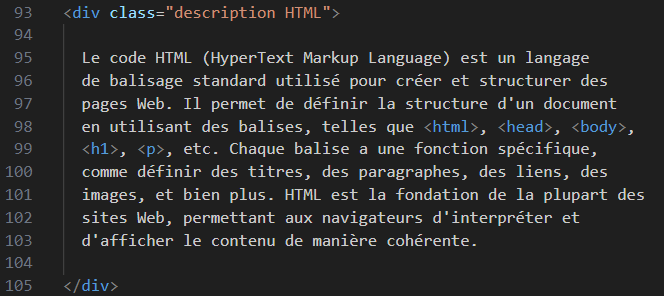 93 <div class="description HTML">
94
95 Le code HTML (HyperText Markup Language) est un langage
96 de balisage standard utilisé pour créer et structurer des
97 pages Web. Il permet de définir la structure d'un document
98 en utilisant des balises, telles que <html>, <head>, <body>,
99 <h1>, <p>, etc. Chaque balise a une fonction spécifique,
100 comme définir des titres, des paragraphes, des liens, des
101 images, et bien plus. HTML est la fondation de la plupart des
102 sites Web, permettant aux navigateurs d'interpréter et
103 d'afficher le contenu de manière cohérente.
104
105 </div>